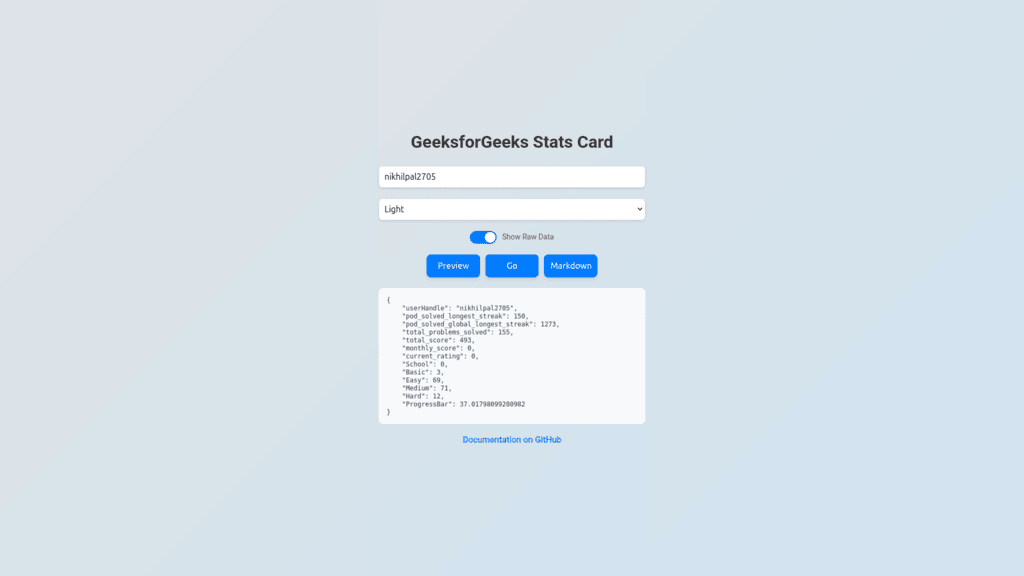 GeeksforGeeks Stats Card
nikhilpal2705
Light
Show Raw Data
Preview
Go
Markdown
{
    "userHandle": "nikhilpal2705",
    "pod_solved_longest_streak": 150,
    "pod_solved_global_longest_streak": 1273,
    "total_problems_solved": 155,
    "total_score": 493,
    "monthly_score": 0,
    "current_rating": 0,
    "School": 0,
    "Basic": 3,
    "Easy": 69,
    "Medium": 71,
    "Hard": 12,
    "ProgressBar": 37.01798099280982
}
Documentation on GitHub